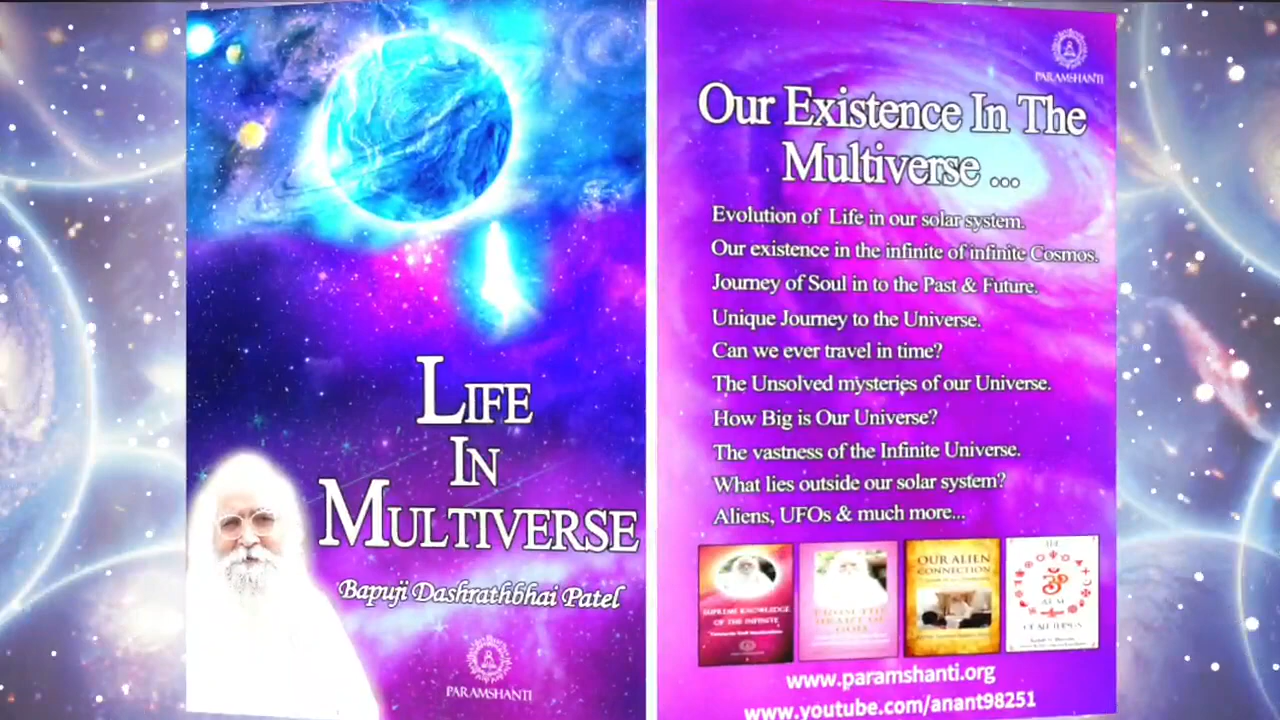 LIFE
IN
MULTIVERSE
Bapuji Dashrathbhai Patel
PARAMSHANTI
PARAMSHANTI
Our Existence In The
Multiverse ...
Evolution of Life in our solar system.
Our existence in the infinite of infinite Cosmos.
Journey of Soul in to the Past & Future.
Unique Journey to the Universe.
Can we ever travel in time?
The Unsolved mysteries of our Universe.
How Big is Our Universe?
The vastness of the Infinite Universe.
What lies outside our solar system?
Aliens, UFOs & much more...
SUPREME KNOWLEDGE
OF THE INFINITE
OUR ALIEN
CONNECTION
THE
OF ALL THINGS
www.paramshanti.org
www.youtube.com/anant98251